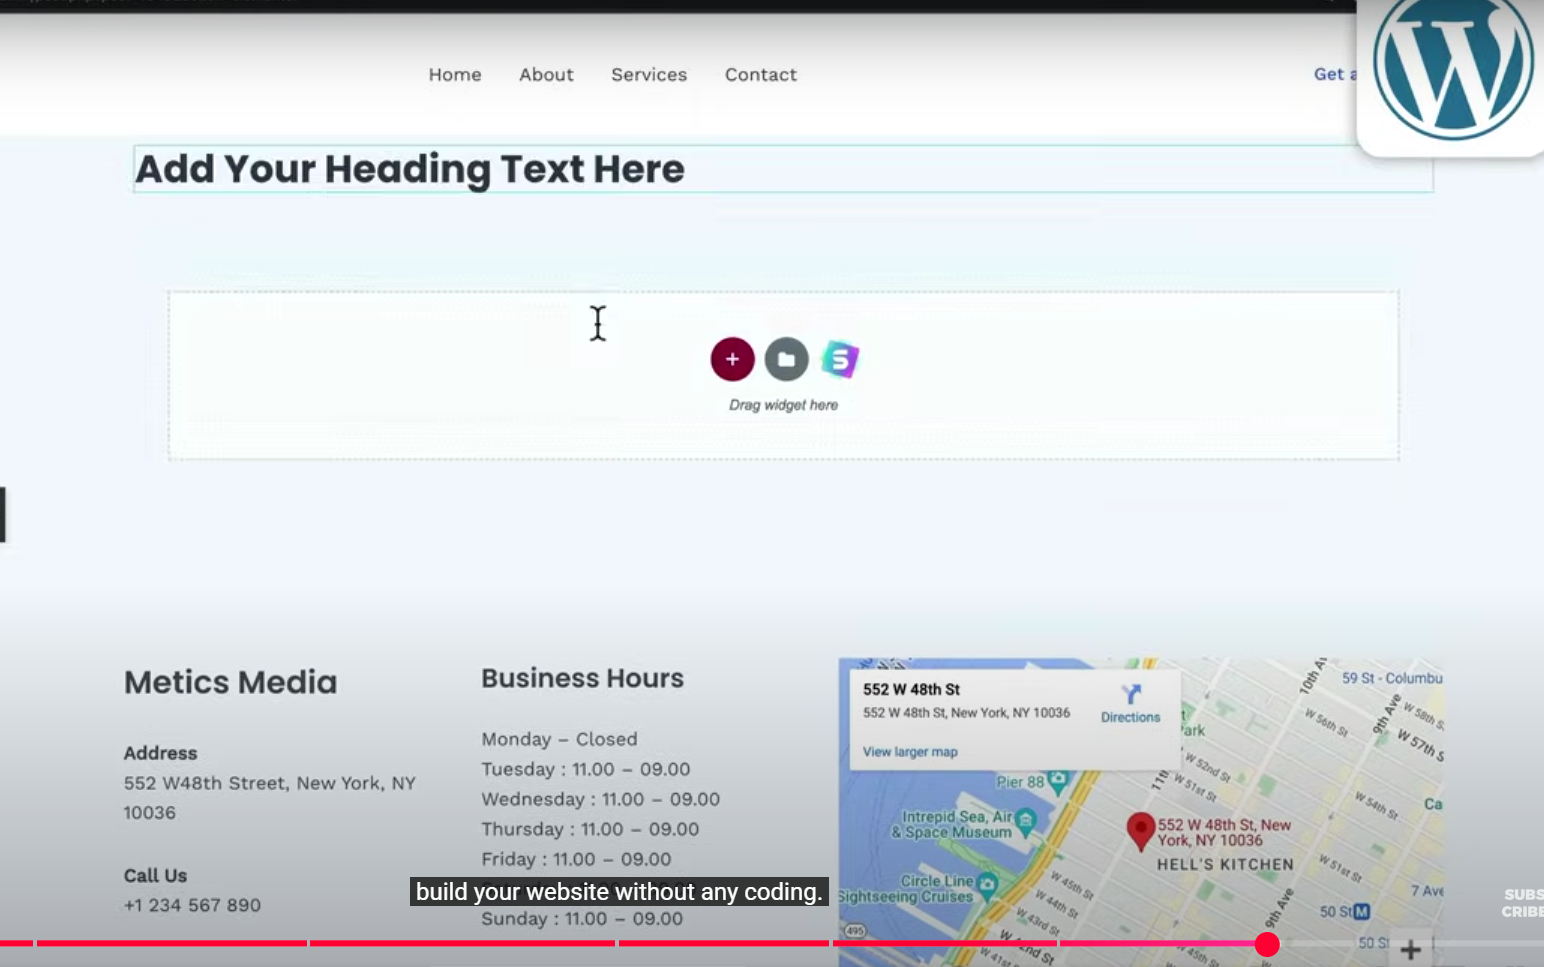 Home About Services Contact
Get a
Add Your Heading Text Here
Drag widget here
Metics Media
Address
552 W48th Street, New York, NY
10036
Call Us
+1 234 567 890
Business Hours
Monday – Closed
Tuesday : 11.00 – 09.00
Wednesday : 11.00 – 09.00
Thursday : 11.00 – 09.00
Friday : 11.00 – 09.00
build your website without any coding.
Sunday : 11.00 – 09.00
552 W 48th St
552 W 48th St, New York, NY 10036
Directions
View larger map
59 St - Columbu
10th Av
9th Ave
W 58th S
W 57th S
W 56th St
W 54th St
W 52nd St
W 51st St
11th
Park
Pier 88
Ca
Intrepid Sea, Air
& Space Museum
552 W 48th St, New
York, NY 10036
HELL'S KITCHEN
W 51st St
7 Ave
Circle Line
Sightseeing Cruises
W 45th St
W 44th St
W 43rd St
W 42nd St
W 41st
9th Ave
50 St M
50 St
W 45th St
495
SUBS
CRIBE